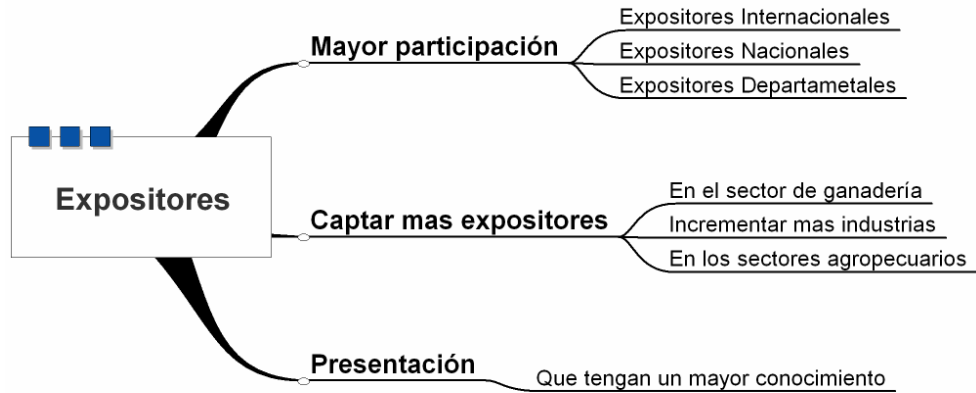 Expositores
Mayor participación
Expositores Internacionales
Expositores Nacionales
Expositores Departametales
Captar mas expositores
En el sector de ganadería
Incrementar mas industrias
En los sectores agropecuarios
Presentación
Que tengan un mayor conocimiento